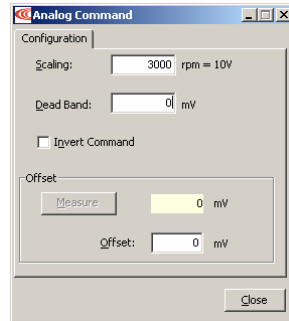 Analog Command
Configuration
Scaling: 3000 rpm = 10V
Dead Band: 0 mV
Invert Command
Offset
Measure 0 mV
Offset: 0 mV
Close